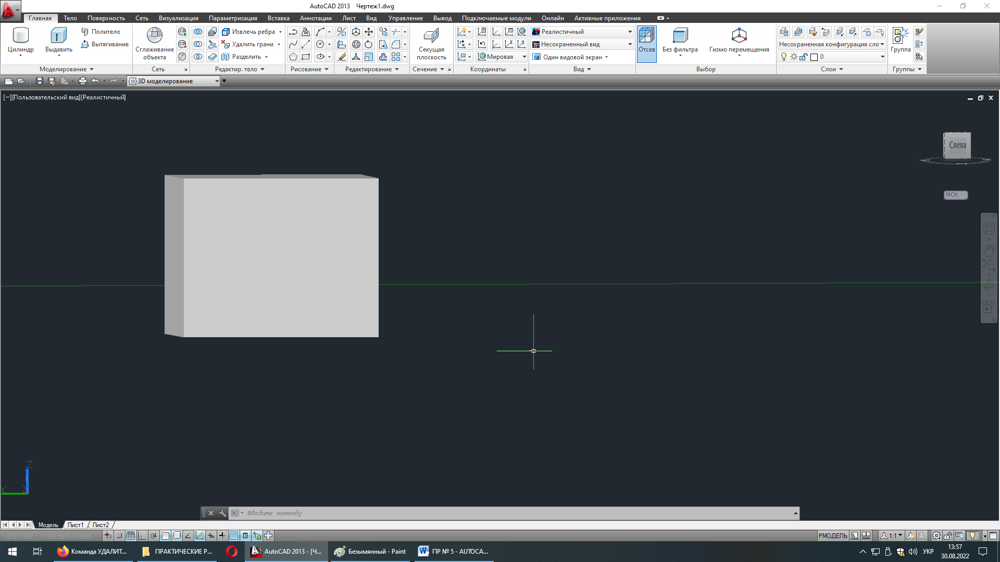 AutoCAD 2013 Чертеж1.dwg
Главная Тело Поверхность Сеть Визуализация Параметризация Вставка Аннотации Лист Вид Управление Вывод Подключаемые модули Онлайн Активные приложения
Цилиндр
Выдавить
Политело
Вытягивание
Сглаживание
объекта
Извлечь ребра
Удалить грани
Разделить
Секущая
плоскость
Мировая
Реалистичный
Несохраненный вид
Один видовой экран
Отсев
Без фильтра
Гизмо перемещения
Несохраненная конфигурация сло
0
Группа
Моделирование Сеть Редактир. тело Рисование Редактирование Сечение Координаты Вид Выбор Слои Группы
3D моделирование
[−][Пользовательский вид][Реалистичный]
Слева
МСК
Z
Y
Введите команду
Модель Лист1 Лист2
4231.1682, 11960.5037, 0.0000
РМОДЕЛЬ
1:1
Команда УДАЛИТ...
ПРАКТИЧЕСКИЕ Р...
AutoCAD 2013 - [Ч...
Безымянный - Paint
ПР № 5 - AUTOCA...
УКР
13:57
30.08.2022